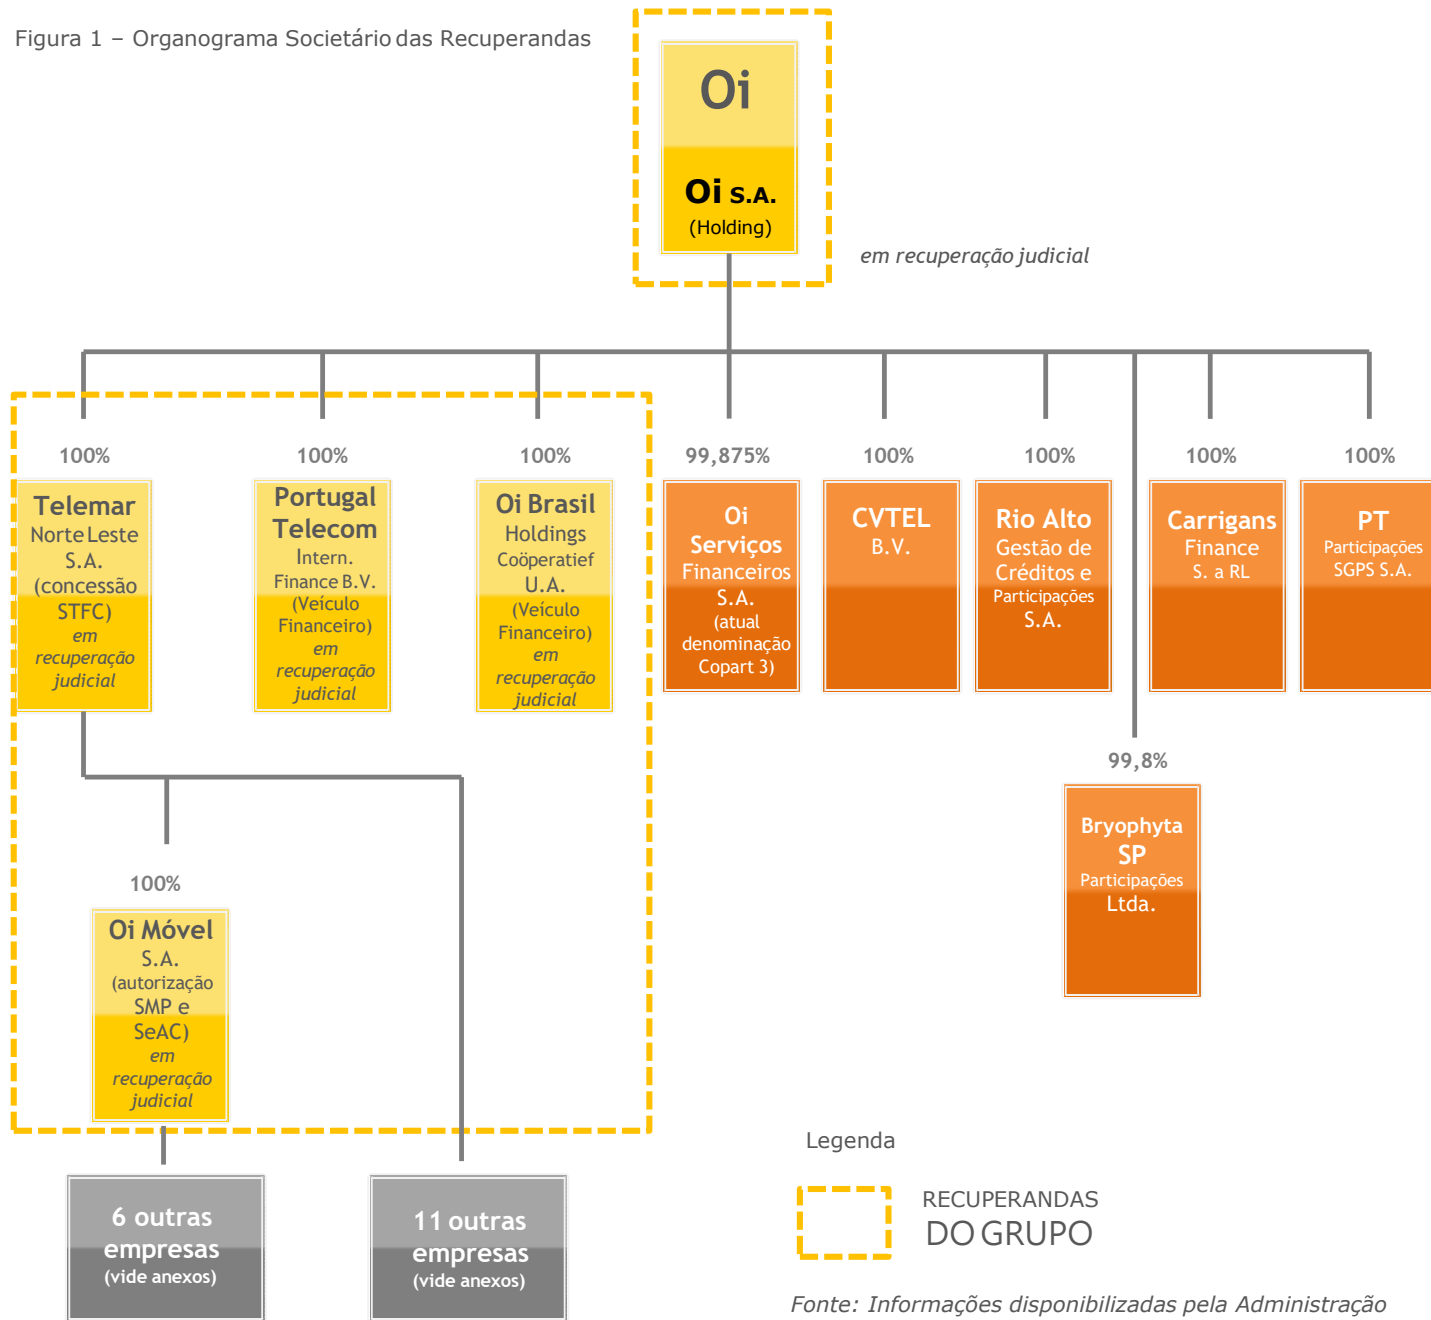 Figura 1 – Organograma Societário das Recuperandas
Oi
Oi S.A.
(Holding)
em recuperação judicial
100%
100%
100%
99,875%
100%
100%
100%
100%
Telemar
Norte Leste
S.A.
(concessão
STFC)
em
recuperação
judicial
Portugal
Telecom
Intern.
Finance B.V.
(Veículo
Financeiro)
em
recuperação
judicial
Oi Brasil
Holdings
Coöperatief
U.A.
(Veículo
Financeiro)
em
recuperação
judicial
Oi
Serviços
Financeiros
S.A.
(atual
denominação
Copart 3)
CVTEL
B.V.
Rio Alto
Gestão de
Créditos e
Participações
S.A.
Carrigans
Finance
S. a RL
PT
Participações
SGPS S.A.
99,8%
Bryophyta
SP
Participações
Ltda.
100%
Oi Móvel
S.A.
(autorização
SMP e
SeAC)
em
recuperação
judicial
6 outras
empresas
(vide anexos)
11 outras
empresas
(vide anexos)
Legenda
RECUPERANDAS
DO GRUPO
Fonte: Informações disponibilizadas pela Administração